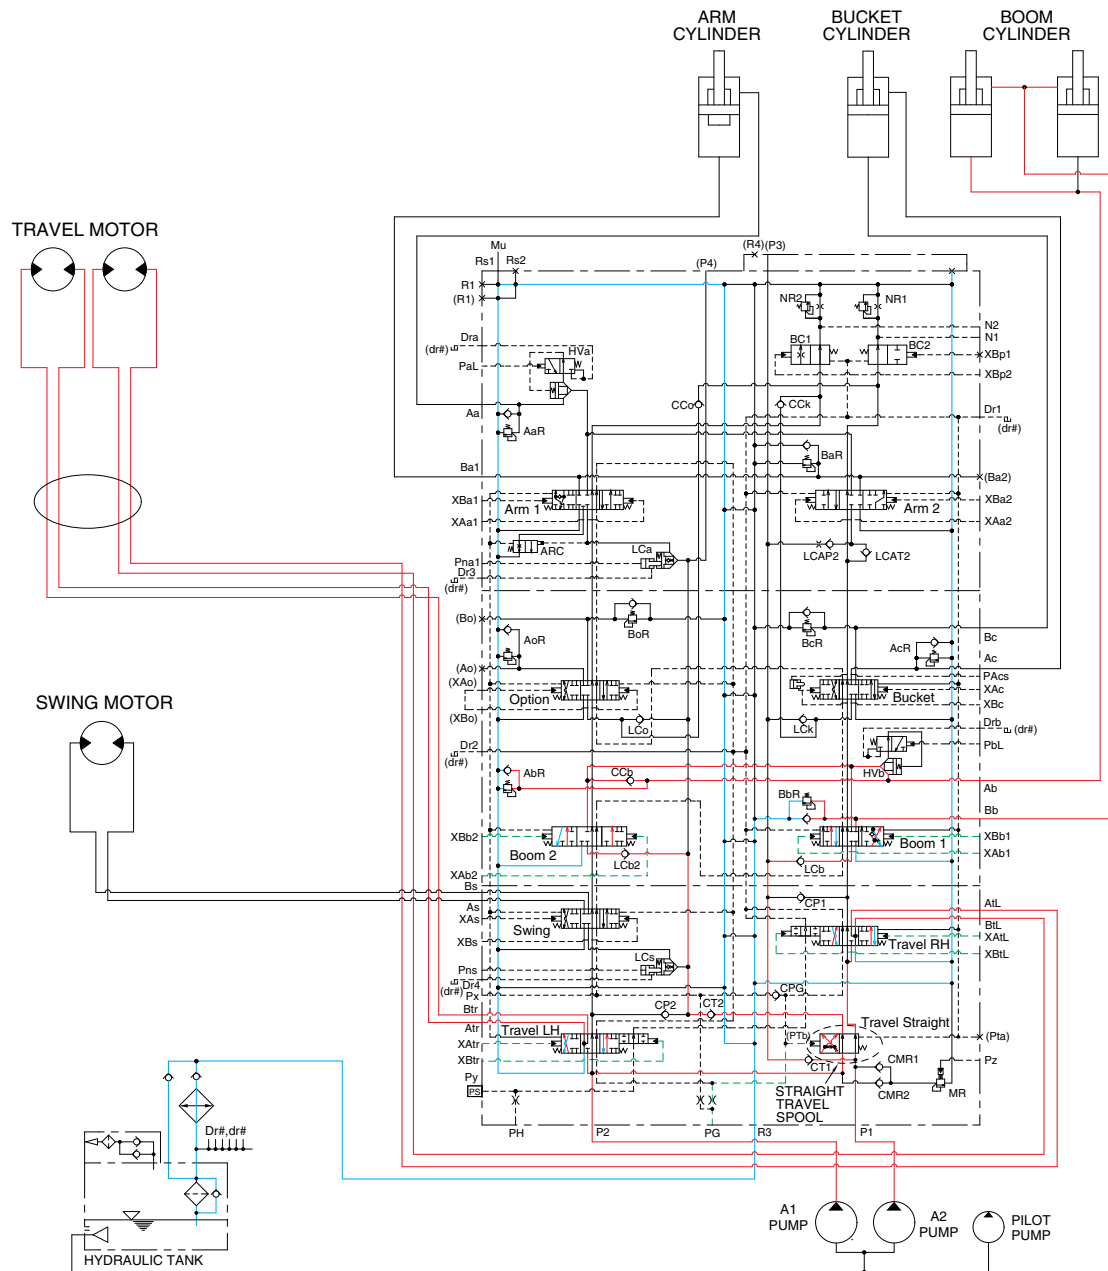 ARM
CYLINDER
BUCKET
CYLINDER
BOOM
CYLINDER
TRAVEL MOTOR
Mu
Rs1
Rs2
(R4)
(P3)
(P4)
R1
(R1)
NR2
NR1
N2
N1
Dra
(dr#)
HVa
BC1
BC2
XBp1
PaL
XBp2
CCo
CCk
Dr1
(dr#)
Aa
AaR
BaR
Ba1
(Ba2)
XBa1
Arm 1
Arm 2
XBa2
XAa1
XAa2
ARC
LCa
LCAP2
LCAT2
Pna1
Dr3
(dr#)
(Bo)
BoR
BcR
Bc
AoR
AcR
Ac
(Ao)
PAcs
(XAo)
XAc
Option
Bucket
XBc
(XBo)
LCo
LCk
Drb
(dr#)
SWING MOTOR
Dr2
(dr#)
PbL
HVb
AbR
CCb
Ab
BbR
Bb
XBb2
Boom 2
Boom 1
XBb1
XAb1
XAb2
LCb2
LCb
Bs
CP1
AtL
As
XAs
Swing
BtL
Travel RH
XAtL
XBs
XBtL
LCs
Pns
Dr4
(dr#)
Px
CPG
Btr
CP2
CT2
Travel Straight
Atr
Travel LH
(PTb)
(Pta)
XAtr
XBtr
CT1
CMR1
Pz
Py
PS
STRAIGHT
TRAVEL
SPOOL
CMR2
MR
PH
P2
PG
R3
P1
Dr#,dr#
A1
PUMP
A2
PUMP
PILOT
PUMP
HYDRAULIC TANK